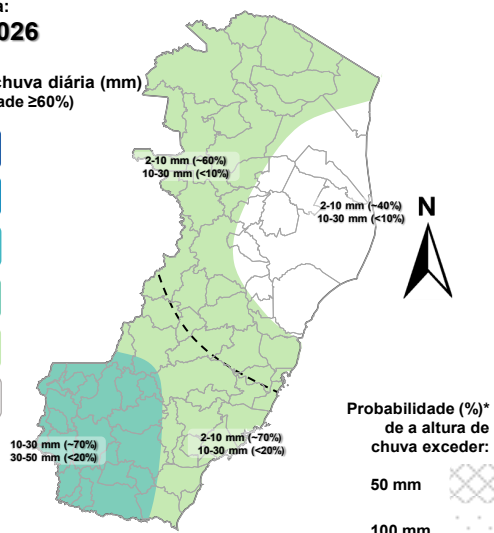 a:
026
chuva diária (mm)
ade ≥60%)
2-10 mm (~60%)
10-30 mm (<10%)
2-10 mm (~40%)
10-30 mm (<10%)
N
10-30 mm (~70%)
30-50 mm (<20%)
2-10 mm (~70%)
10-30 mm (<20%)
Probabilidade (%)*
de a altura de
chuva exceder:
50 mm
100 mm